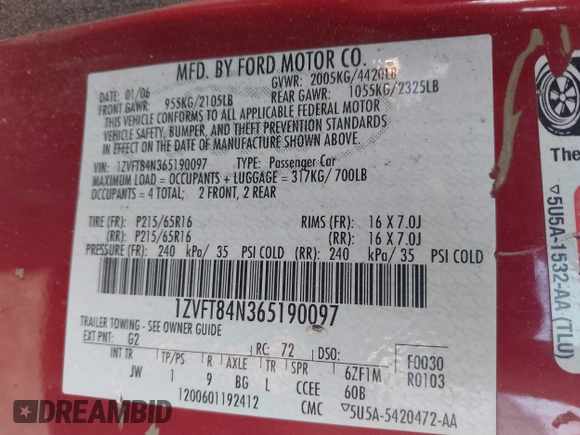 MFD. BY FORD MOTOR CO.
DATE: 01/06 GVWR: 2005KG/4420LB
FRONT GAWR: 955KG/2105LB REAR GAWR: 1055KG/2325LB
THIS VEHICLE CONFORMS TO ALL APPLICABLE FEDERAL MOTOR
VEHICLE SAFETY, BUMPER, AND THEFT PREVENTION STANDARDS
IN EFFECT ON THE DATE OF MANUFACTURE SHOWN ABOVE.
VIN: 1ZVFT84N365190097 TYPE: Passenger Car
MAXIMUM LOAD = OCCUPANTS + LUGGAGE = 317KG/700LB
OCCUPANTS = 4 TOTAL; 2 FRONT, 2 REAR
TIRE (FR): P215/65R16 RIMS (FR): 16 X 7.0J
(RR): P215/65R16 (RR): 16 X 7.0J
PRESSURE (FR): 240 kPa/ 35 PSI COLD (RR): 240 kPa/ 35 PSI COLD
1ZVFT84N365190097
TRAILER TOWING - SEE OWNER GUIDE
EXT PNT: G2 RC: 72 DSO:
INT TR TP/PS R AXLE TR SPR 6ZF1M F0030
JW 1 9 BG L CCEE 60B R0103
1200601192412 CMC ▽5U5A-5420472-AA
The
▽5U5A-1532-AA (TLU)
DREAMBID